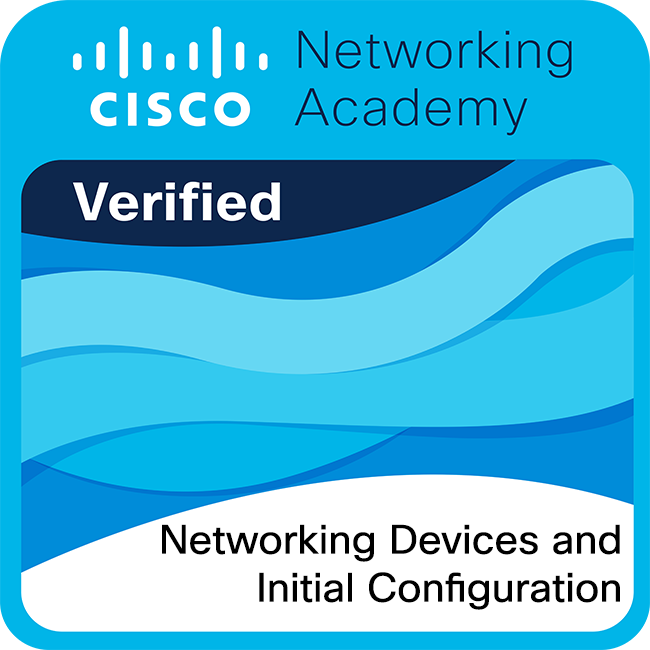 CISCO
Networking
Academy
Verified
Networking Devices and
Initial Configuration